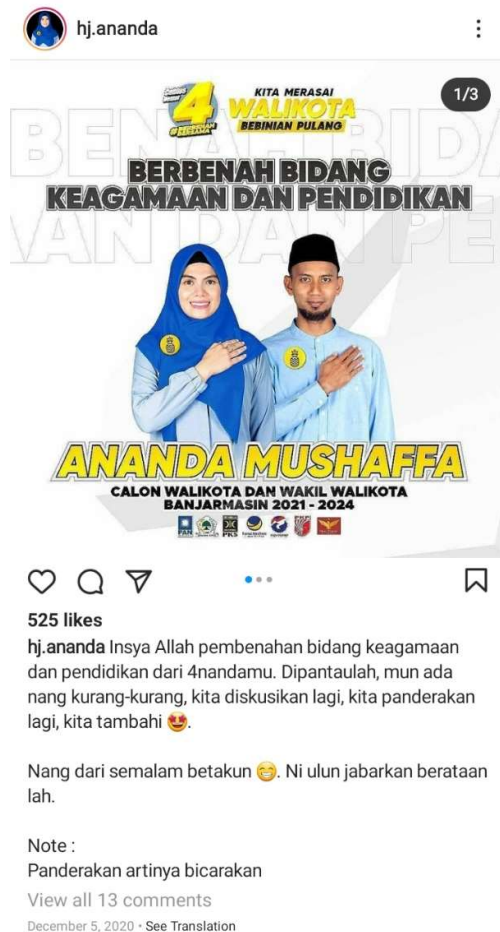 hj.ananda
1/3
4
KITA MERASAI
WALIKOTA
BEBINIAN PULANG
BERBENAH BIDANG
KEAGAMAAN DAN PENDIDIKAN
ANANDA MUSHAFFA
CALON WALIKOTA DAN WAKIL WALIKOTA
BANJARMASIN 2021 - 2024
PAN
PKS
525 likes
hj.ananda Insya Allah pembenahan bidang keagamaan
dan pendidikan dari 4nandamu. Dipantaulah, mun ada
nang kurang-kurang, kita diskusikan lagi, kita panderakan
lagi, kita tambahi 🤩.
Nang dari semalam betakun 😁. Ni ulun jabarkan berataan
lah.
Note :
Panderakan artinya bicarakan
View all 13 comments
December 5, 2020 · See Translation